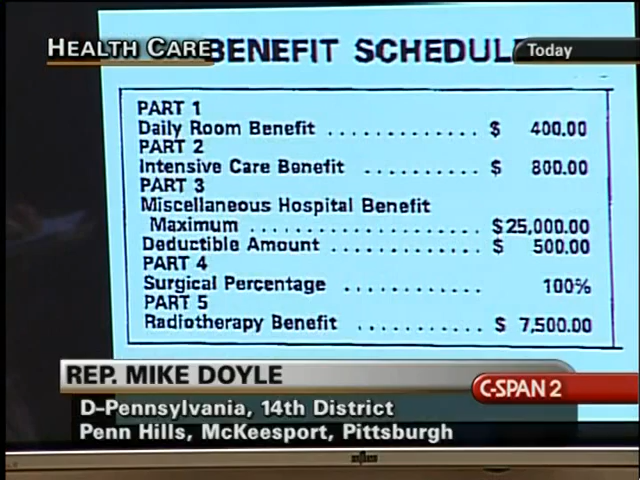 HEALTH CARE
Today
BENEFIT SCHEDUL
PART 1
Daily Room Benefit .............. $ 400.00
PART 2
Intensive Care Benefit .......... $ 800.00
PART 3
Miscellaneous Hospital Benefit
Maximum ...................... $25,000.00
Deductible Amount .............. $ 500.00
PART 4
Surgical Percentage ............. 100%
PART 5
Radiotherapy Benefit ........... $ 7,500.00
REP. MIKE DOYLE
C-SPAN 2
D-Pennsylvania, 14th District
Penn Hills, McKeesport, Pittsburgh